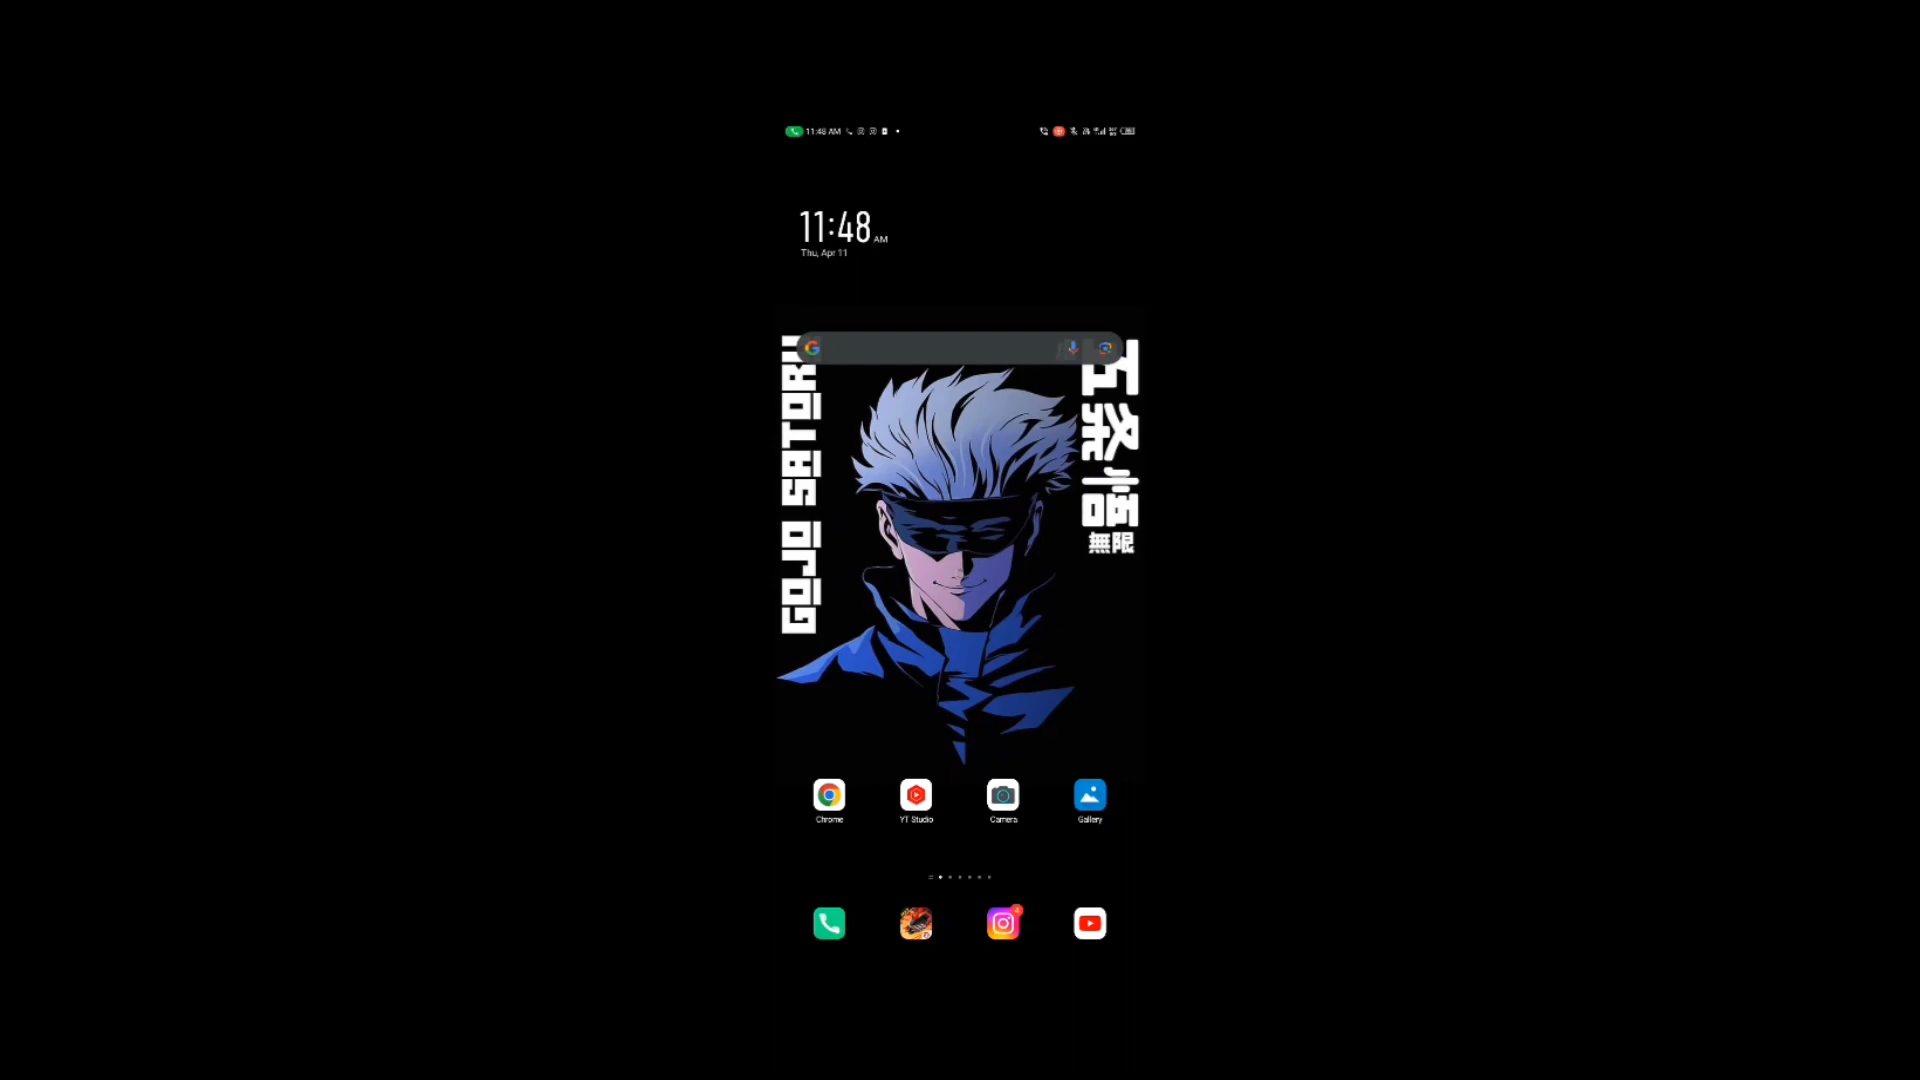 11:48 AM
11:48 AM
Thu, Apr 11
GOJO SATORU
五条悟
無限
Chrome
YT Studio
Camera
Gallery
4